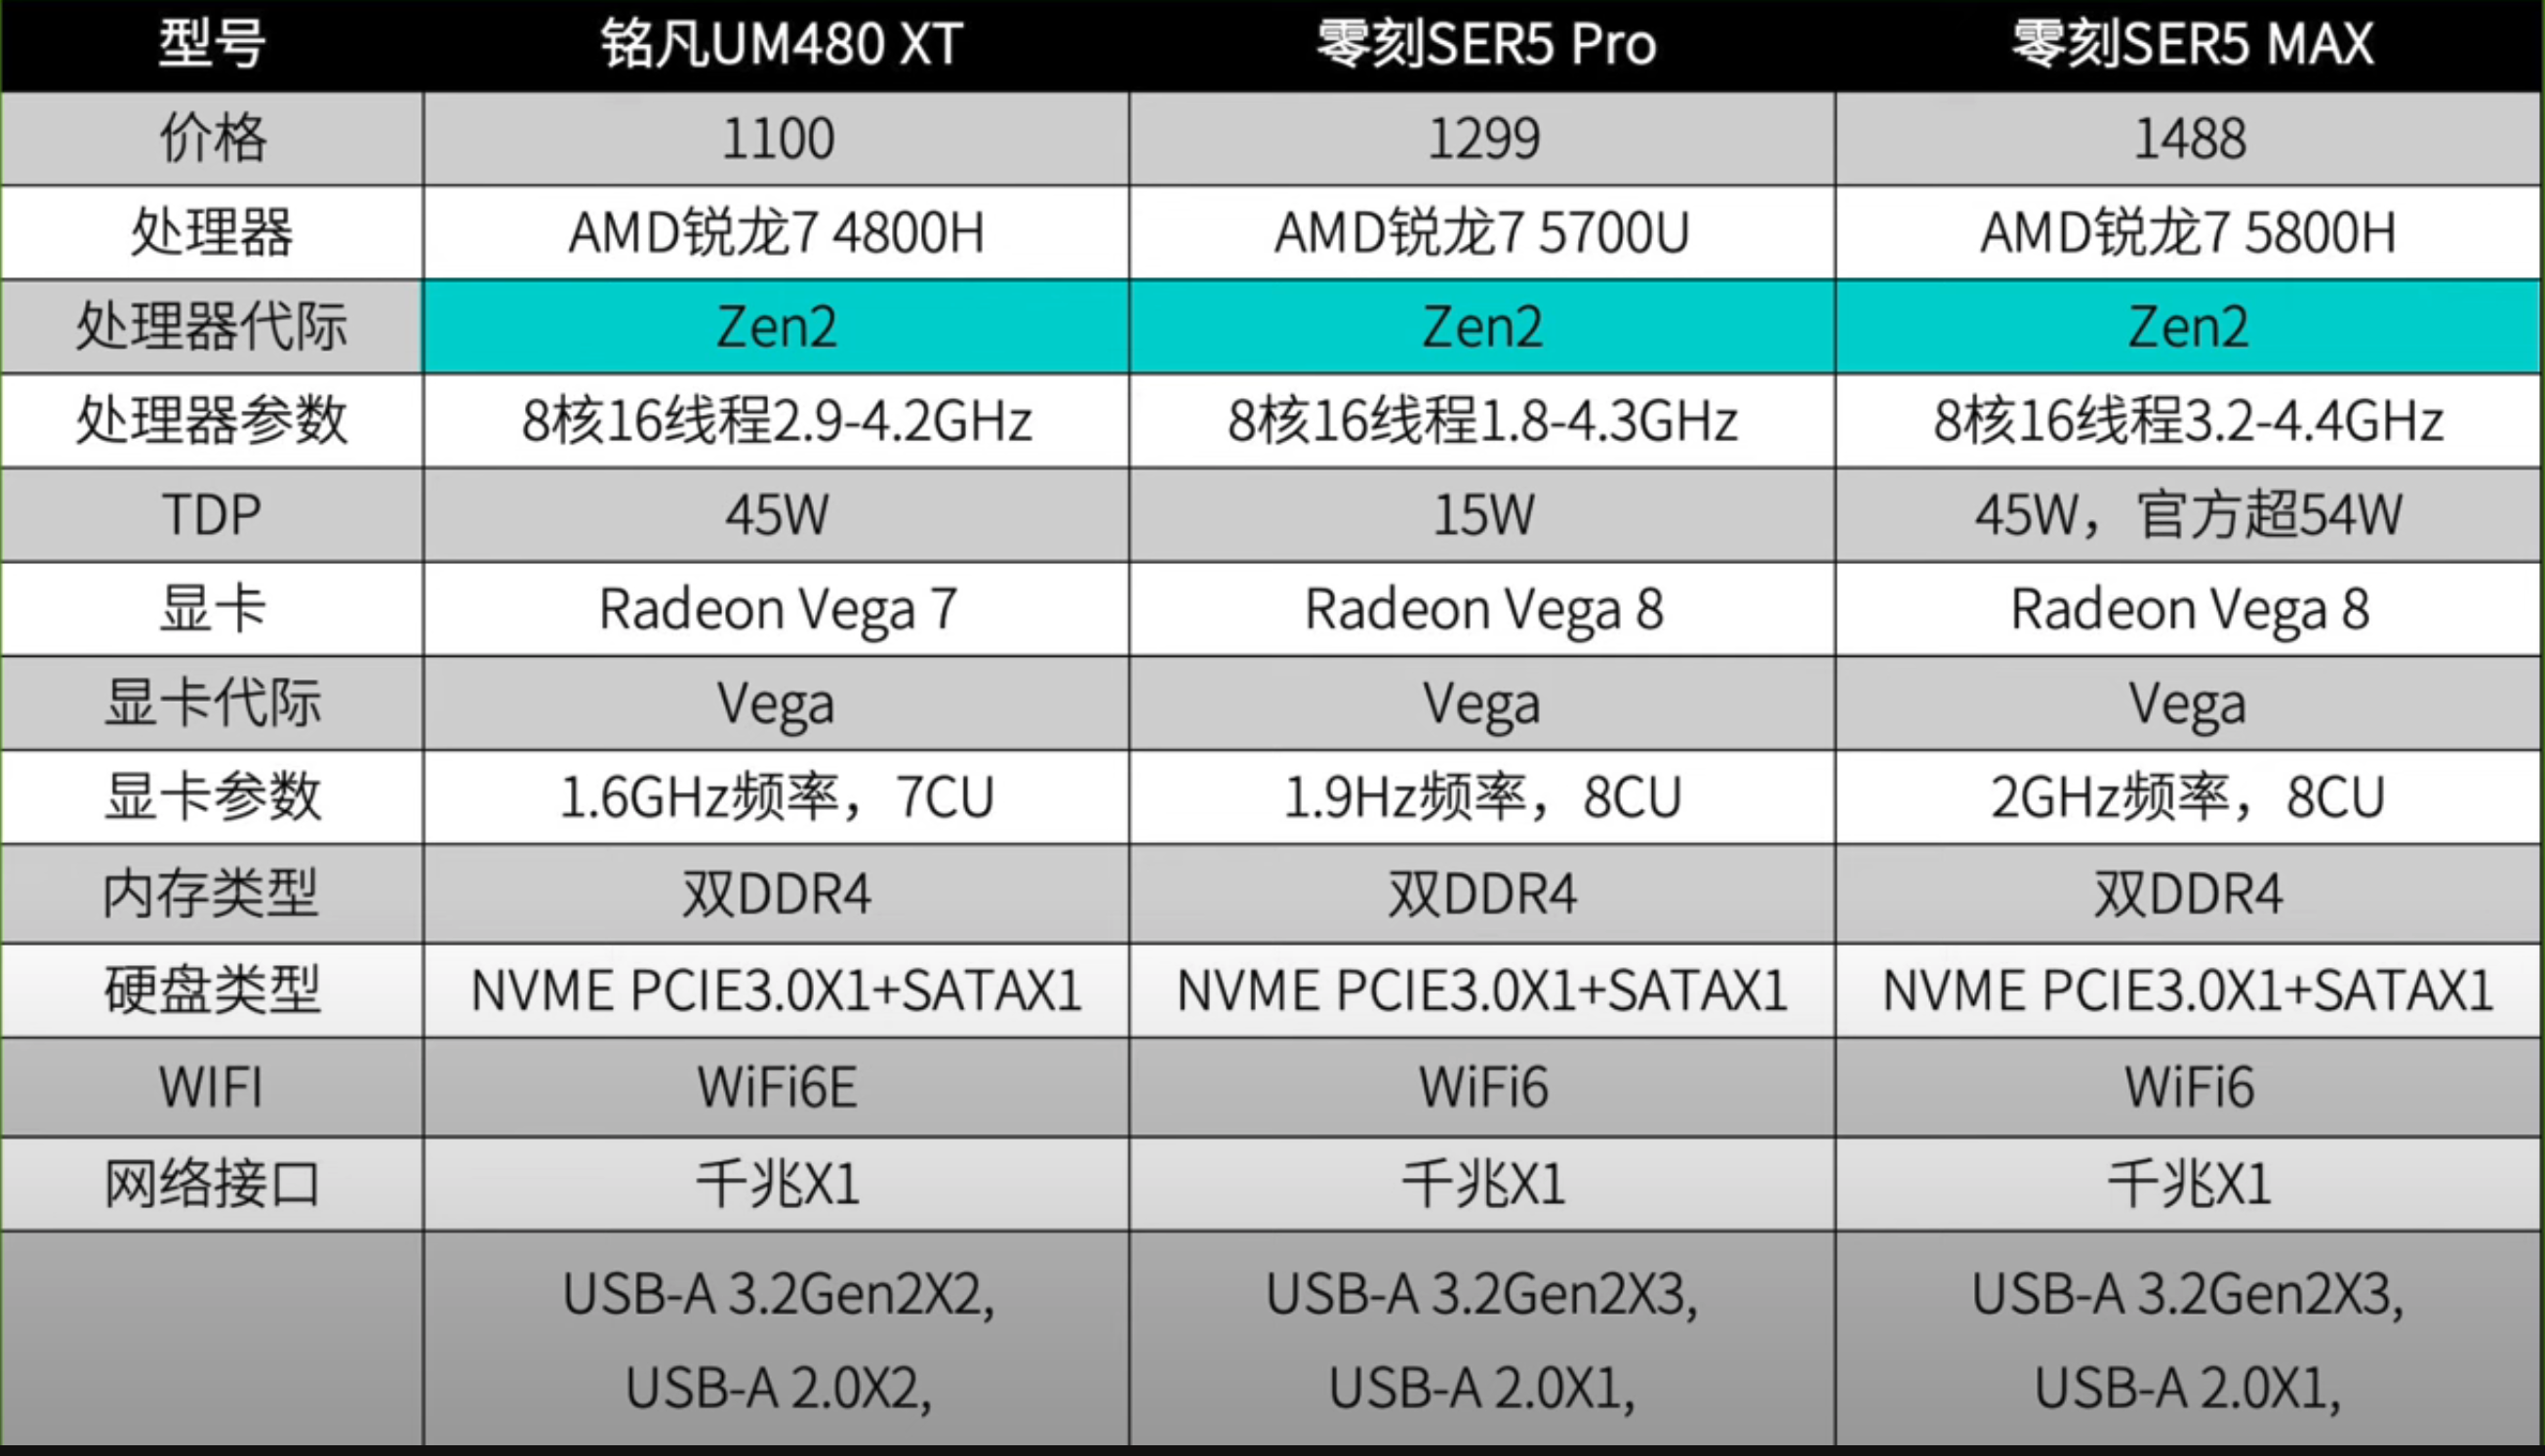 型号 铭凡UM480 XT 零刻SER5 Pro 零刻SER5 MAX
价格 1100 1299 1488
处理器 AMD锐龙7 4800H AMD锐龙7 5700U AMD锐龙7 5800H
处理器代际 Zen2 Zen2 Zen2
处理器参数 8核16线程2.9-4.2GHz 8核16线程1.8-4.3GHz 8核16线程3.2-4.4GHz
TDP 45W 15W 45W，官方超54W
显卡 Radeon Vega 7 Radeon Vega 8 Radeon Vega 8
显卡代际 Vega Vega Vega
显卡参数 1.6GHz频率，7CU 1.9Hz频率，8CU 2GHz频率，8CU
内存类型 双DDR4 双DDR4 双DDR4
硬盘类型 NVME PCIE3.0X1+SATAX1 NVME PCIE3.0X1+SATAX1 NVME PCIE3.0X1+SATAX1
WIFI WiFi6E WiFi6 WiFi6
网络接口 千兆X1 千兆X1 千兆X1
USB-A 3.2Gen2X2, USB-A 3.2Gen2X3, USB-A 3.2Gen2X3,
USB-A 2.0X2, USB-A 2.0X1, USB-A 2.0X1,